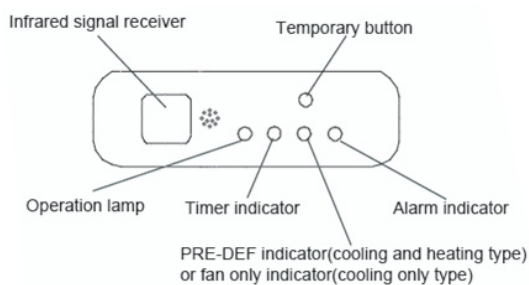 Infrared signal receiver
Temporary button
Operation lamp
Timer indicator
Alarm indicator
PRE-DEF indicator(cooling and heating type)
or fan only indicator(cooling only type)